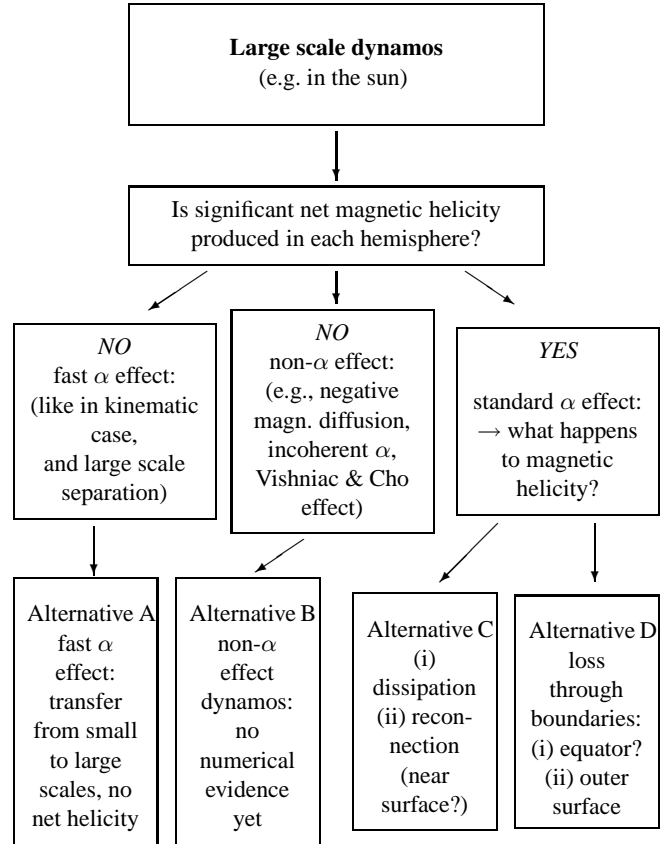 Large scale dynamos
(e.g. in the sun)
Is significant net magnetic helicity
produced in each hemisphere?
NO
fast α effect:
(like in kinematic
case,
and large scale
separation)
NO
non-α effect:
(e.g., negative
magn. diffusion,
incoherent α,
Vishniac & Cho
effect)
YES
standard α effect:
→ what happens
to magnetic
helicity?
Alternative A
fast α
effect:
transfer
from small
to large
scales, no
net helicity
Alternative B
non-α
effect
dynamos:
no
numerical
evidence
yet
Alternative C
(i)
dissipation
(ii) recon-
nection
(near
surface?)
Alternative D
loss
through
boundaries:
(i) equator?
(ii) outer
surface